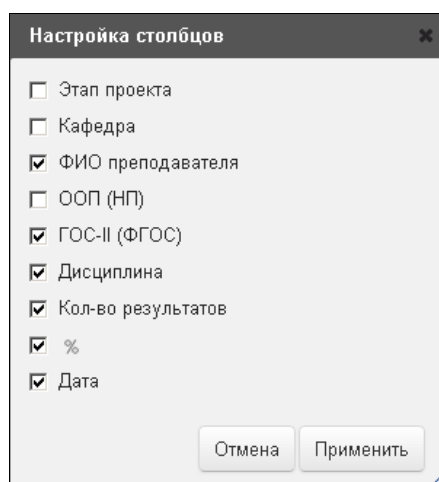 Настройка столбцов
Этап проекта
Кафедра
ФИО преподавателя
ООП (НП)
ГОС-II (ФГОС)
Дисциплина
Кол-во результатов
%
Дата
Отмена Применить